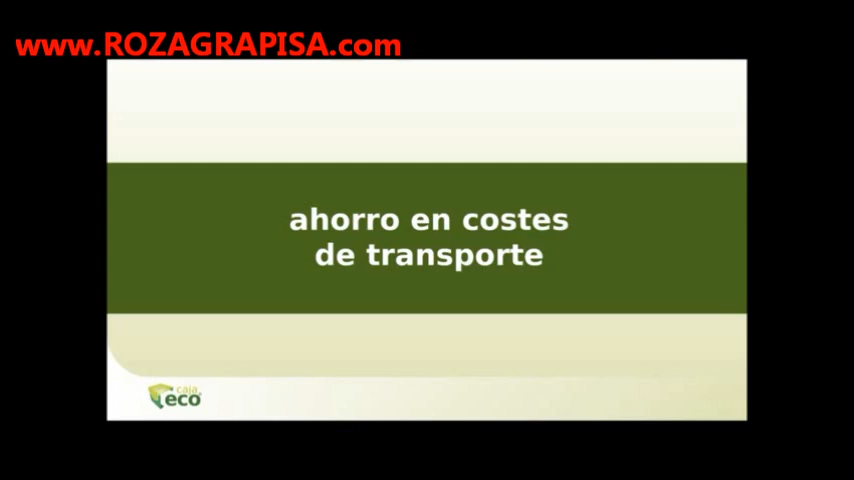 www.ROZAGRAPISA.com
ahorro en costes
de transporte
caja
eco